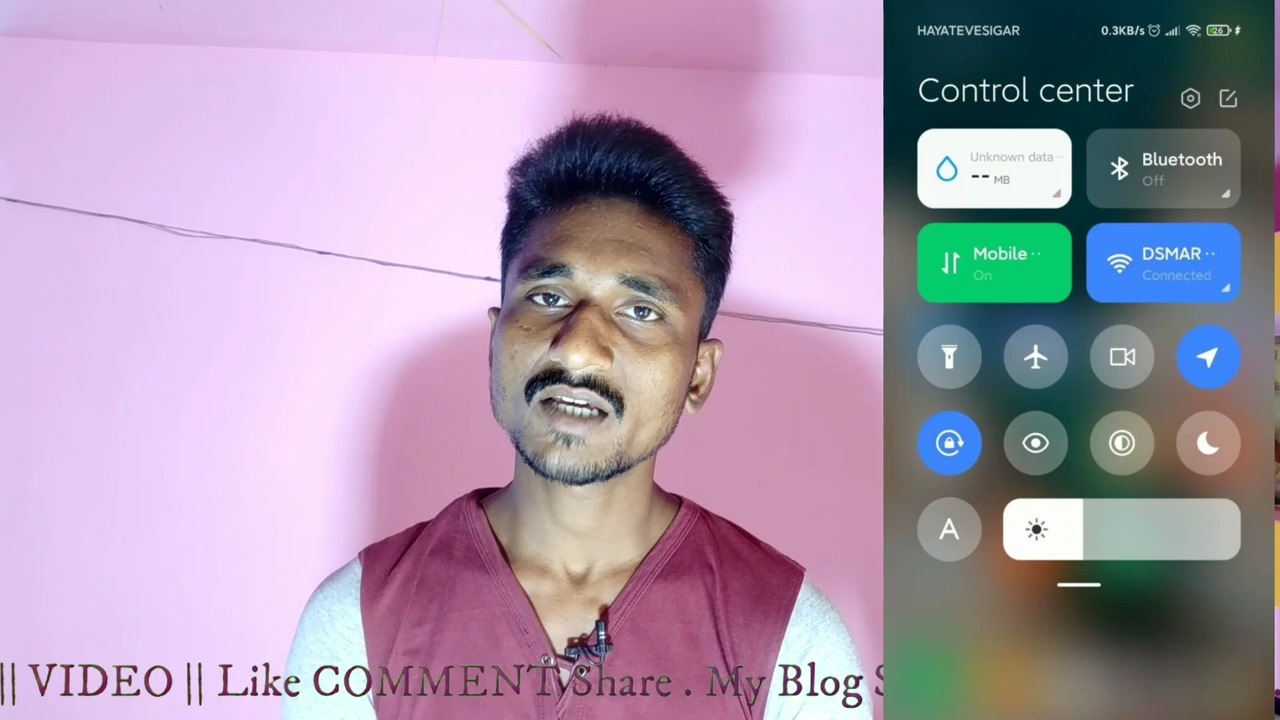 HAYATEVESIGAR
0.3KB/s
26
Control center
Unknown data ··
-- MB
Bluetooth
Off
Mobile ··
On
DSMAR ··
Connected
A
|| VIDEO || Like COMMENT Share . My Blog S